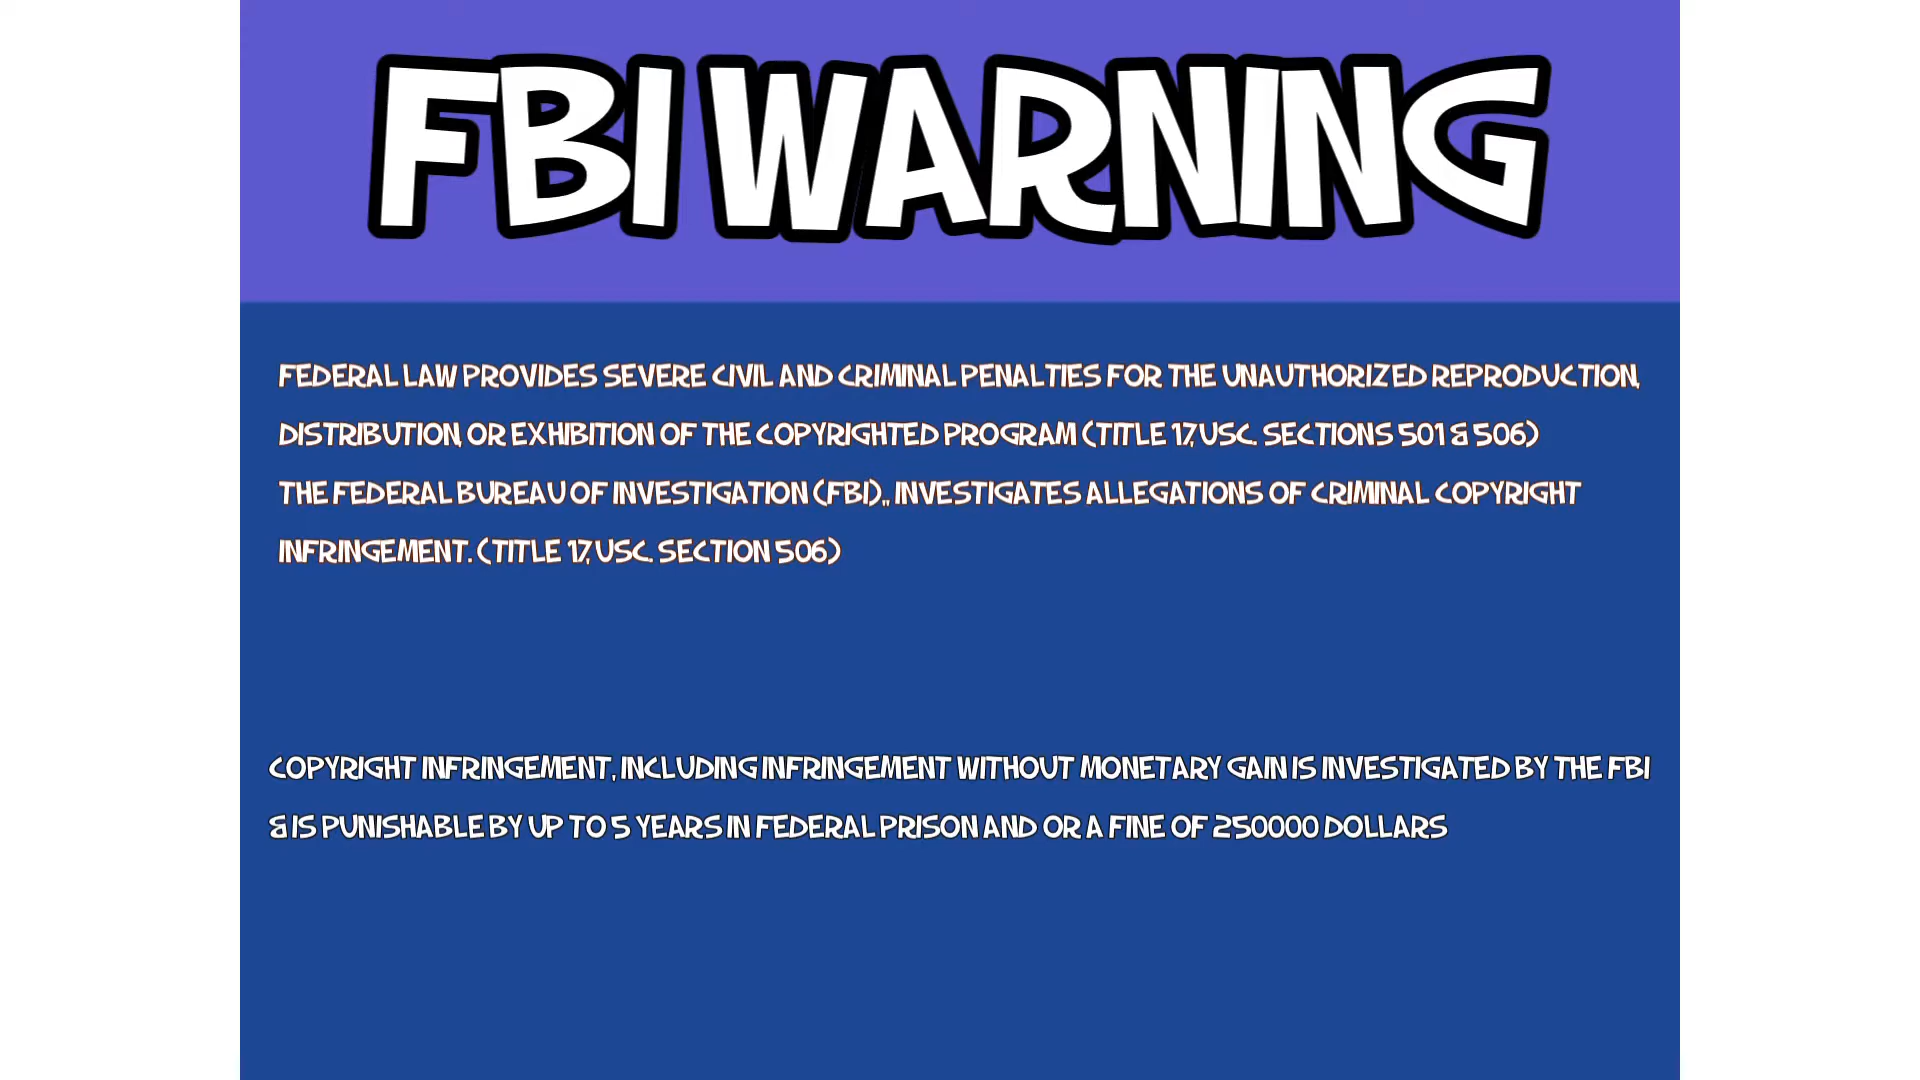 FBI WARNING
FEDERAL LAW PROVIDES SEVERE CIVIL AND CRIMINAL PENALTIES FOR THE UNAUTHORIZED REPRODUCTION,
DISTRIBUTION, OR EXHIBITION OF THE COPYRIGHTED PROGRAM (TITLE 17, USC. SECTIONS 501 & 506)
THE FEDERAL BUREAU OF INVESTIGATION (FBI),, INVESTIGATES ALLEGATIONS OF CRIMINAL COPYRIGHT
INFRINGEMENT. (TITLE 17, USC. SECTION 506)
COPYRIGHT INFRINGEMENT, INCLUDING INFRINGEMENT WITHOUT MONETARY GAIN IS INVESTIGATED BY THE FBI
& IS PUNISHABLE BY UP TO 5 YEARS IN FEDERAL PRISON AND OR A FINE OF 250000 DOLLARS